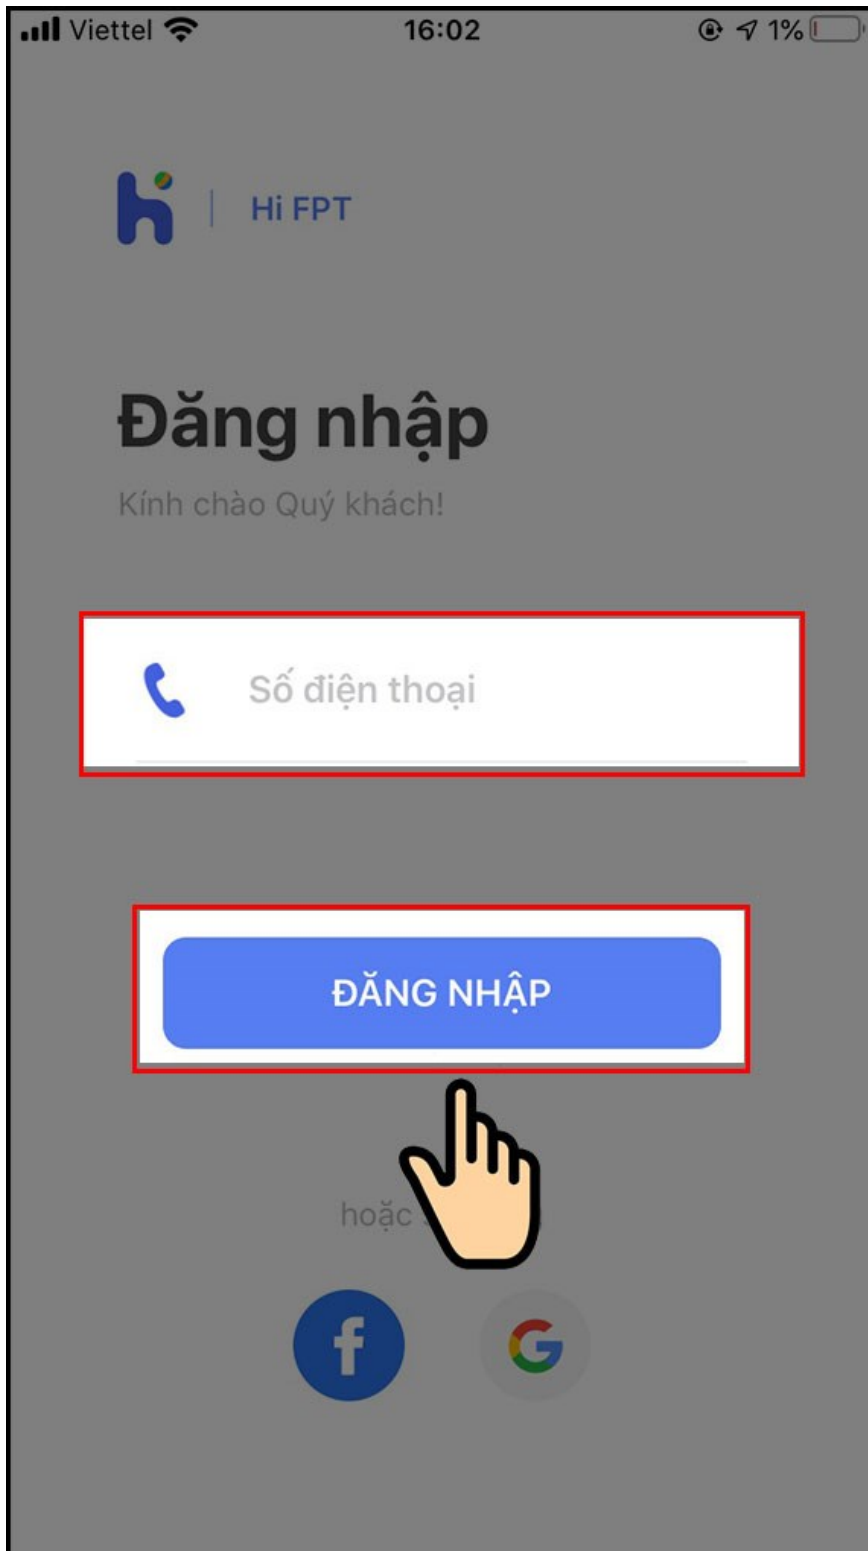 Viettel 16:02 1%
Hi FPT
Đăng nhập
Kính chào Quý khách!
Số điện thoại
ĐĂNG NHẬP
hoặc